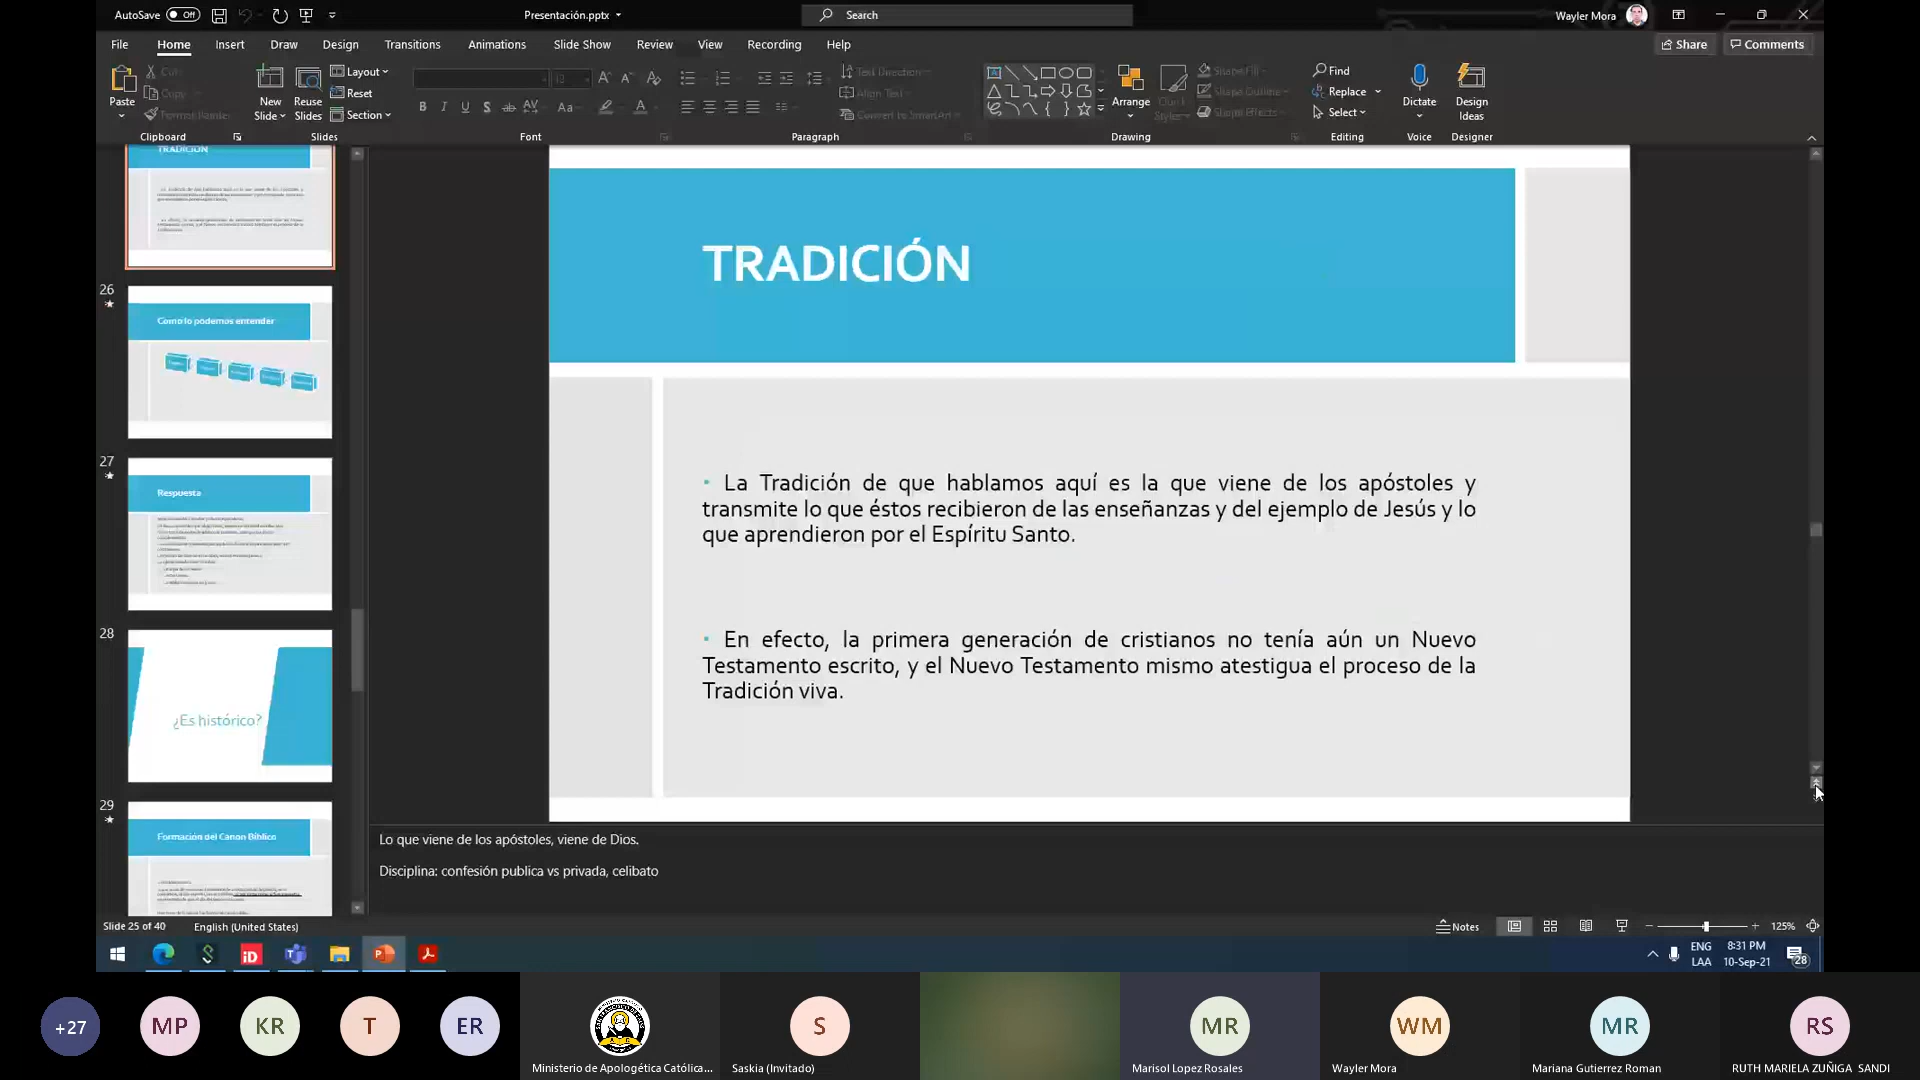 AutoSave Off
Presentación.pptx
Search
Wayler Mora
File Home Insert Draw Design Transitions Animations Slide Show Review View Recording Help
Share Comments
Paste
Cut
Copy
Format Painter
Clipboard
New Slide
Reuse Slides
Layout
Reset
Section
Slides
12
Font
Text Direction
Align Text
Convert to SmartArt
Paragraph
Arrange
Quick Styles
Shape Fill
Shape Outline
Shape Effects
Drawing
Find
Replace
Select
Editing
Dictate
Voice
Design Ideas
Designer
TRADICIÓN
26
Como lo podemos entender
27
Respuesta
28
¿Es histórico?
29
Formación del Canon Bíblico
TRADICIÓN
• La Tradición de que hablamos aquí es la que viene de los apóstoles y
transmite lo que éstos recibieron de las enseñanzas y del ejemplo de Jesús y lo
que aprendieron por el Espíritu Santo.
• En efecto, la primera generación de cristianos no tenía aún un Nuevo
Testamento escrito, y el Nuevo Testamento mismo atestigua el proceso de la
Tradición viva.
Lo que viene de los apóstoles, viene de Dios.
Disciplina: confesión publica vs privada, celibato
Slide 25 of 40 English (United States)
Notes
125%
ENG
LAA
8:31 PM
10-Sep-21
28
+27
MP
KR
T
ER
Ministerio de Apologética Católica...
S
Saskia (Invitado)
MR
Marisol Lopez Rosales
WM
Wayler Mora
MR
Mariana Gutierrez Roman
RS
RUTH MARIELA ZUÑIGA SANDI